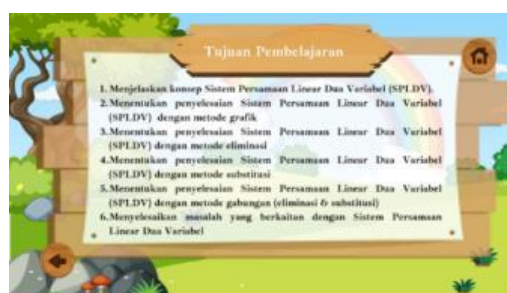 Tujuan Pembelajaran
1. Menjelaskan konsep Sistem Persamaan Linear Dua Variabel (SPLDV).
2. Menentukan penyelesaian Sistem Persamaan Linear Dua Variabel
(SPLDV) dengan metode grafik
3. Menentukan penyelesaian Sistem Persamaan Linear Dua Variabel
(SPLDV) dengan metode eliminasi
4. Menentukan penyelesaian Sistem Persamaan Linear Dua Variabel
(SPLDV) dengan metode substitusi
5. Menentukan penyelesaian Sistem Persamaan Linear Dua Variabel
(SPLDV) dengan metode gabungan (eliminasi & substitusi)
6. Menyelesaikan masalah yang berkaitan dengan Sistem Persamaan
Linear Dua Variabel